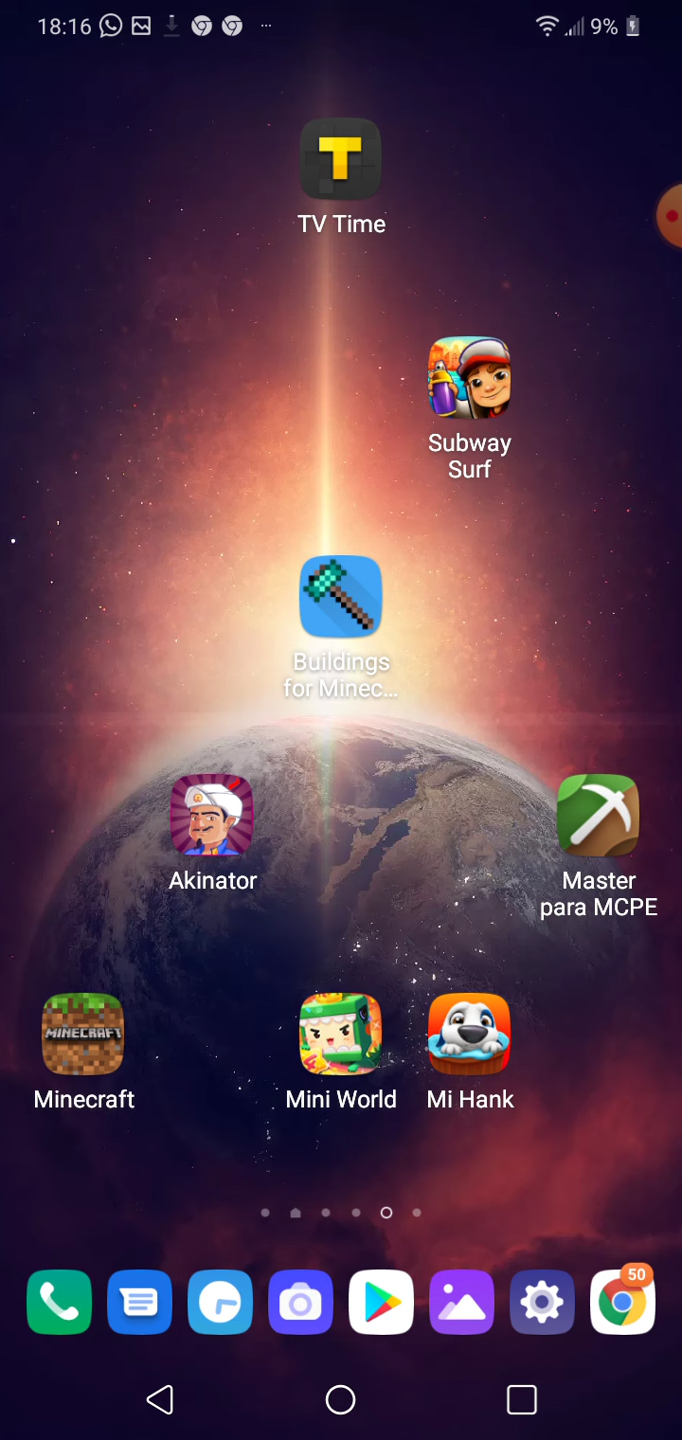 18:16
9%
TV Time
Subway
Surf
Buildings
for Minec...
Akinator
Master
para MCPE
MINECRAFT
Minecraft
Mini World
Mi Hank
50